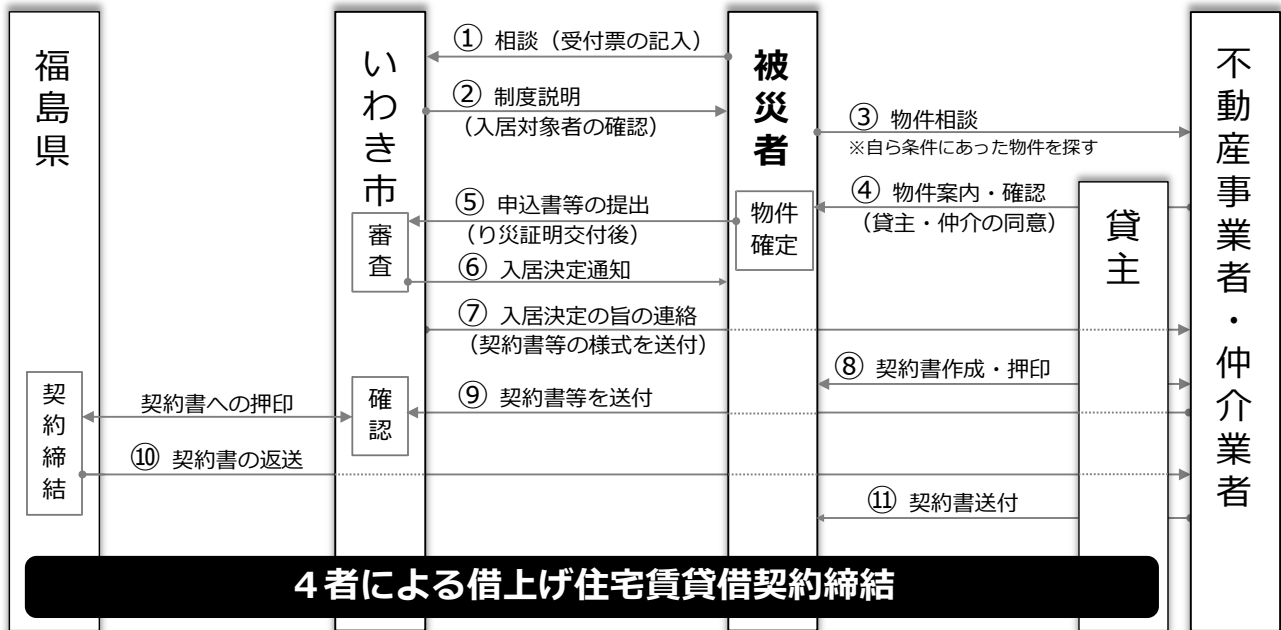 福島県
いわき市
被災者
不動産事業者・仲介業者
貸主
① 相談（受付票の記入）
② 制度説明
（入居対象者の確認）
③ 物件相談
※自ら条件にあった物件を探す
④ 物件案内・確認
（貸主・仲介の同意）
物件
確定
⑤ 申込書等の提出
（り災証明交付後）
審査
⑥ 入居決定通知
⑦ 入居決定の旨の連絡
（契約書等の様式を送付）
⑧ 契約書作成・押印
⑨ 契約書等を送付
確認
契約書への押印
契約締結
⑩ 契約書の返送
⑪ 契約書送付
４者による借上げ住宅賃貸借契約締結